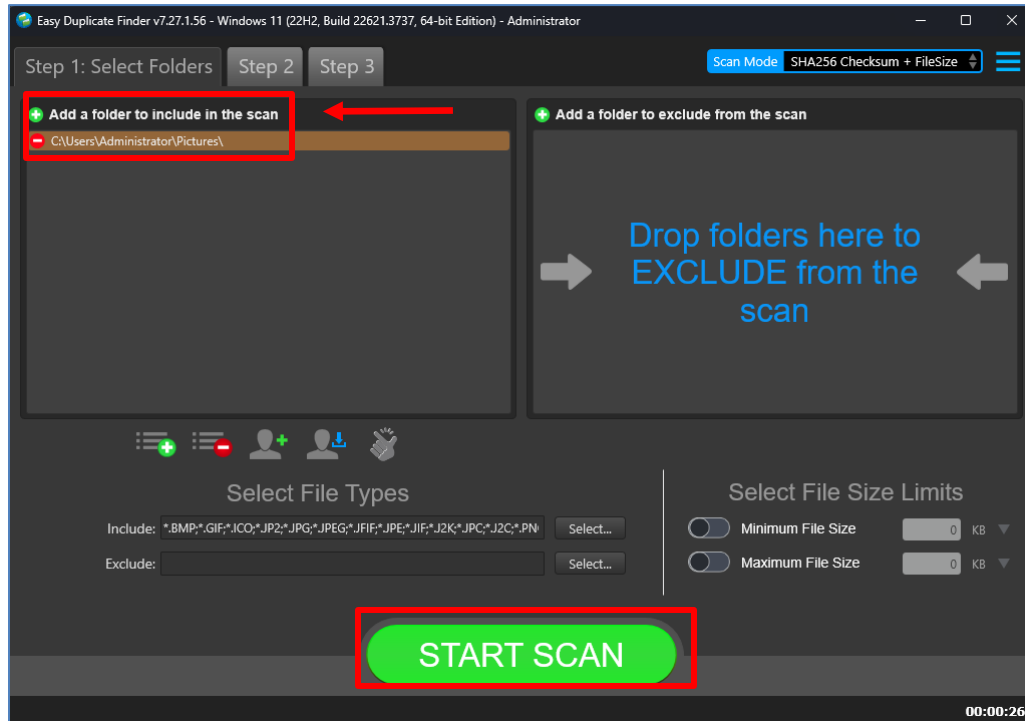 Easy Duplicate Finder v7.27.1.56 - Windows 11 (22H2, Build 22621.3737, 64-bit Edition) - Administrator
Step 1: Select Folders
Step 2
Step 3
Scan Mode
SHA256 Checksum + FileSize
Add a folder to include in the scan
C:\Users\Administrator\Pictures\
Add a folder to exclude from the scan
Drop folders here to
EXCLUDE from the
scan
Select File Types
Include: *.BMP;*.GIF;*.ICO;*.JP2;*.JPG;*.JPEG;*.JFIF;*.JPE;*.JIF;*.J2K;*.JPC;*.J2C;*.PN
Select...
Exclude:
Select...
Select File Size Limits
Minimum File Size
0 KB
Maximum File Size
0 KB
START SCAN
00:00:26